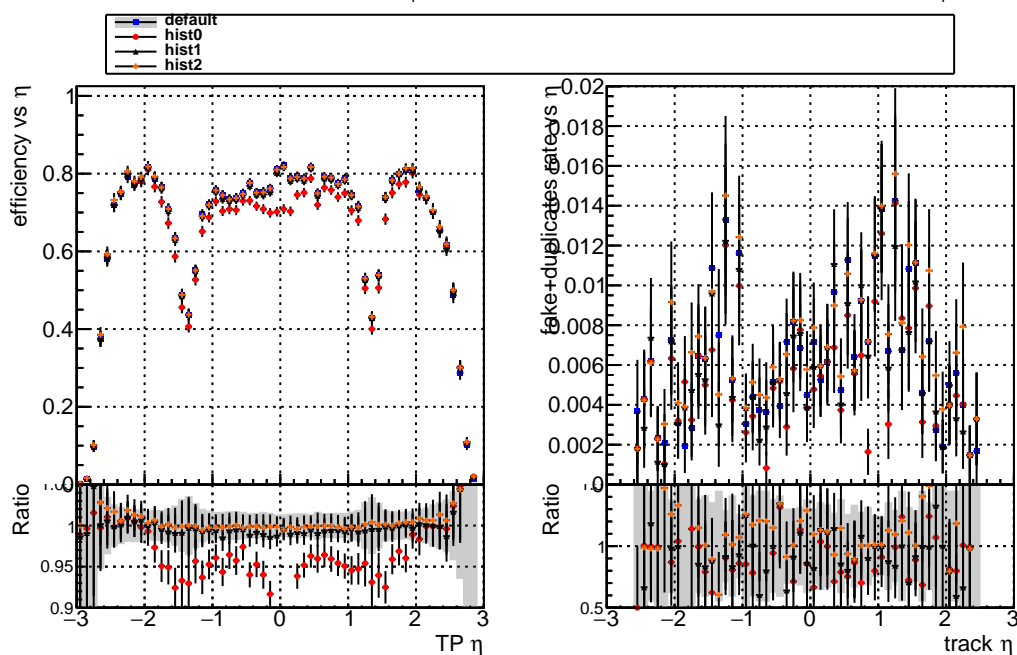 default
hist0
hist1
hist2
efficiency vs η
1
0.8
0.6
0.4
0.2
0
Ratio
1
0.95
0.9
−3 −2 −1 0 1 2 3
TP η
fake+duplicates rate vs η
0.02
0.018
0.016
0.014
0.012
0.01
0.008
0.006
0.004
0.002
0
Ratio
1
0.5
−3 −2 −1 0 1 2 3
track η